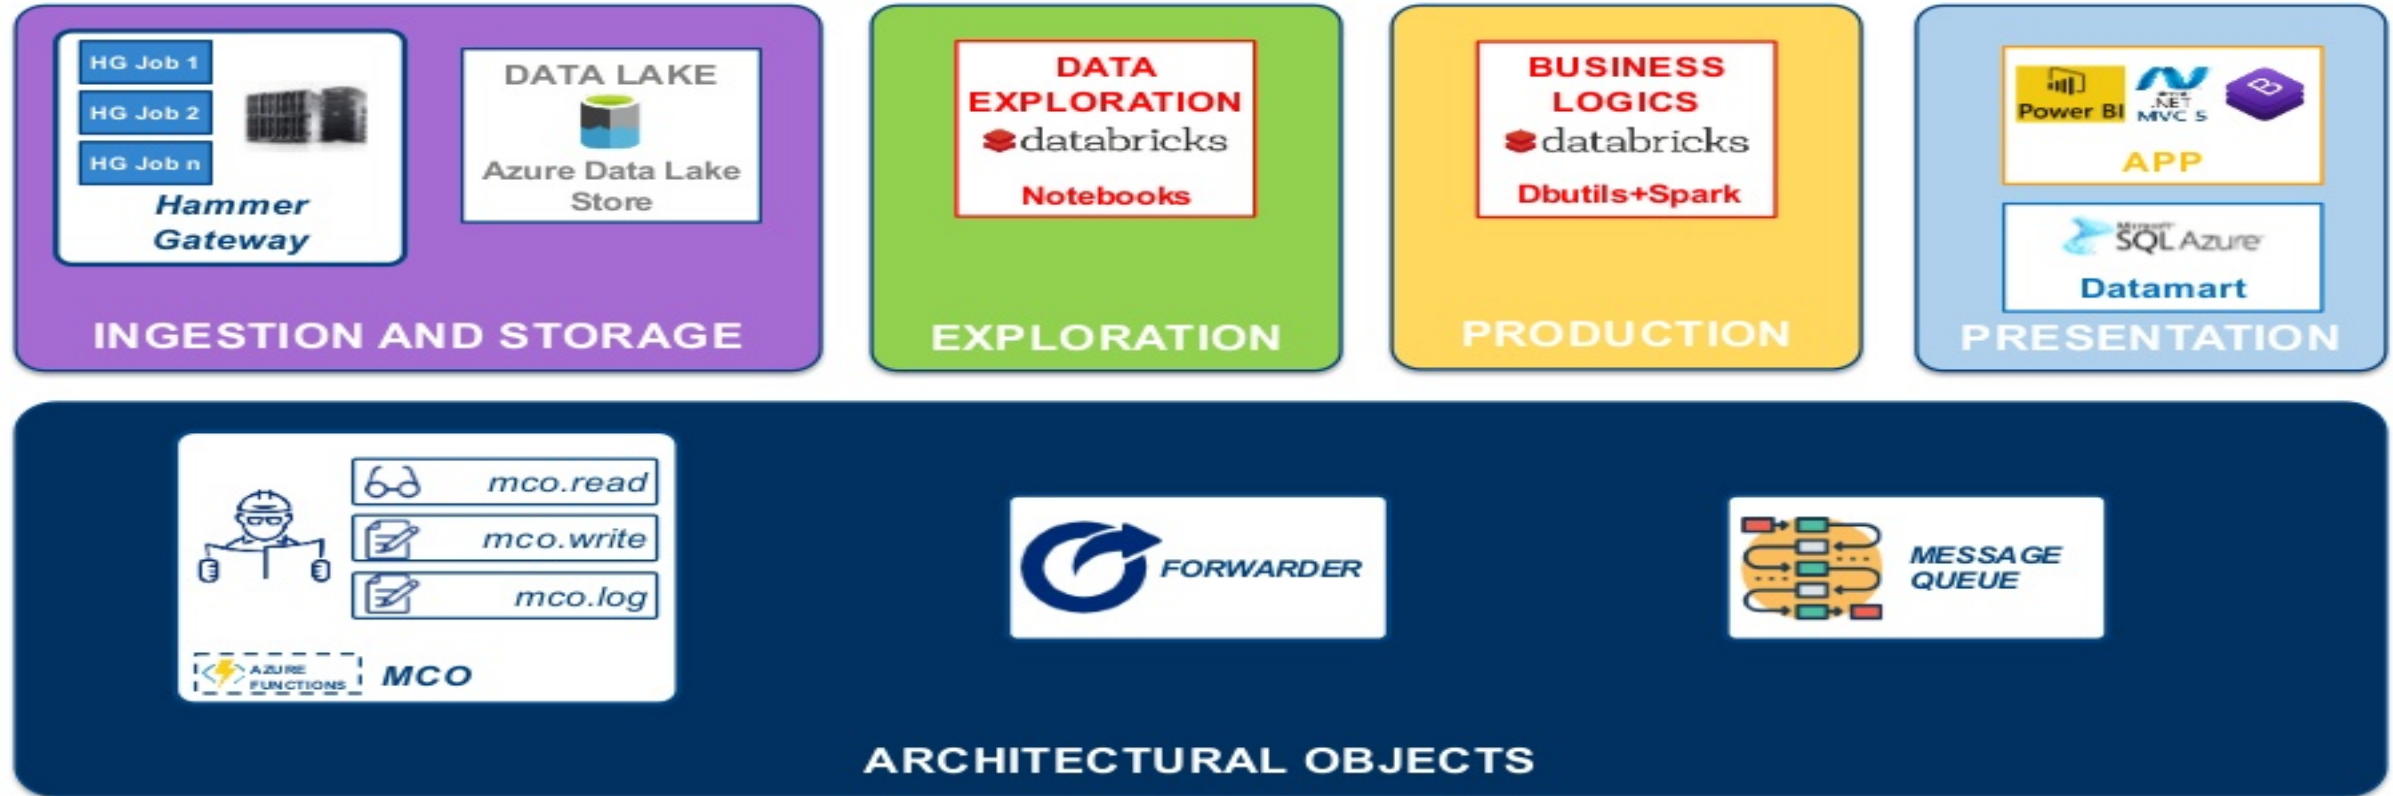 HG Job 1
HG Job 2
HG Job n
Hammer
Gateway
DATA LAKE
Azure Data Lake
Store
INGESTION AND STORAGE
DATA
EXPLORATION
databricks
Notebooks
EXPLORATION
BUSINESS
LOGICS
databricks
Dbutils+Spark
PRODUCTION
Power BI
.NET
MVC 5
B
APP
Microsoft
SQL Azure
Datamart
PRESENTATION
mco.read
mco.write
mco.log
AZURE
FUNCTIONS
MCO
FORWARDER
MESSAGE
QUEUE
ARCHITECTURAL OBJECTS